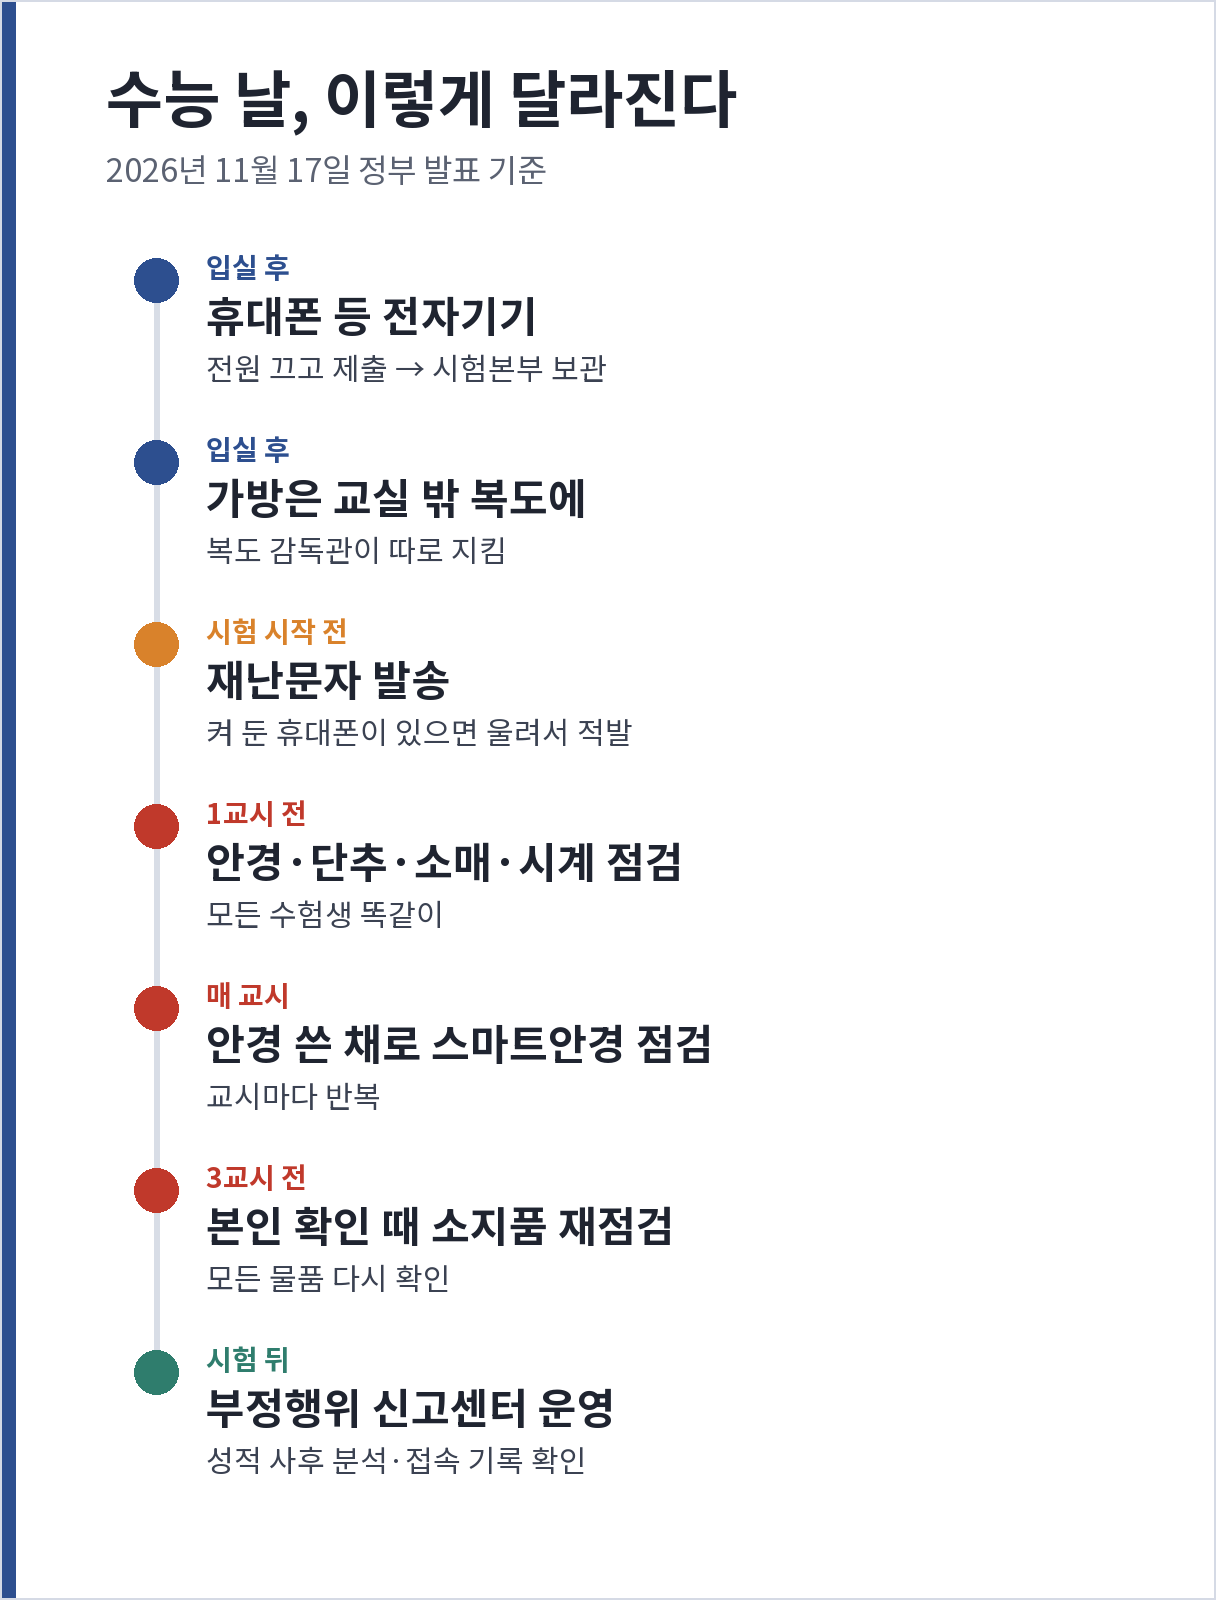 수능 날, 이렇게 달라진다
2026년 11월 17일 정부 발표 기준
입실 후
휴대폰 등 전자기기
전원 끄고 제출 → 시험본부 보관
입실 후
가방은 교실 밖 복도에
복도 감독관이 따로 지킴
시험 시작 전
재난문자 발송
켜 둔 휴대폰이 있으면 울려서 적발
1교시 전
안경·단추·소매·시계 점검
모든 수험생 똑같이
매 교시
안경 쓴 채로 스마트안경 점검
교시마다 반복
3교시 전
본인 확인 때 소지품 재점검
모든 물품 다시 확인
시험 뒤
부정행위 신고센터 운영
성적 사후 분석·접속 기록 확인